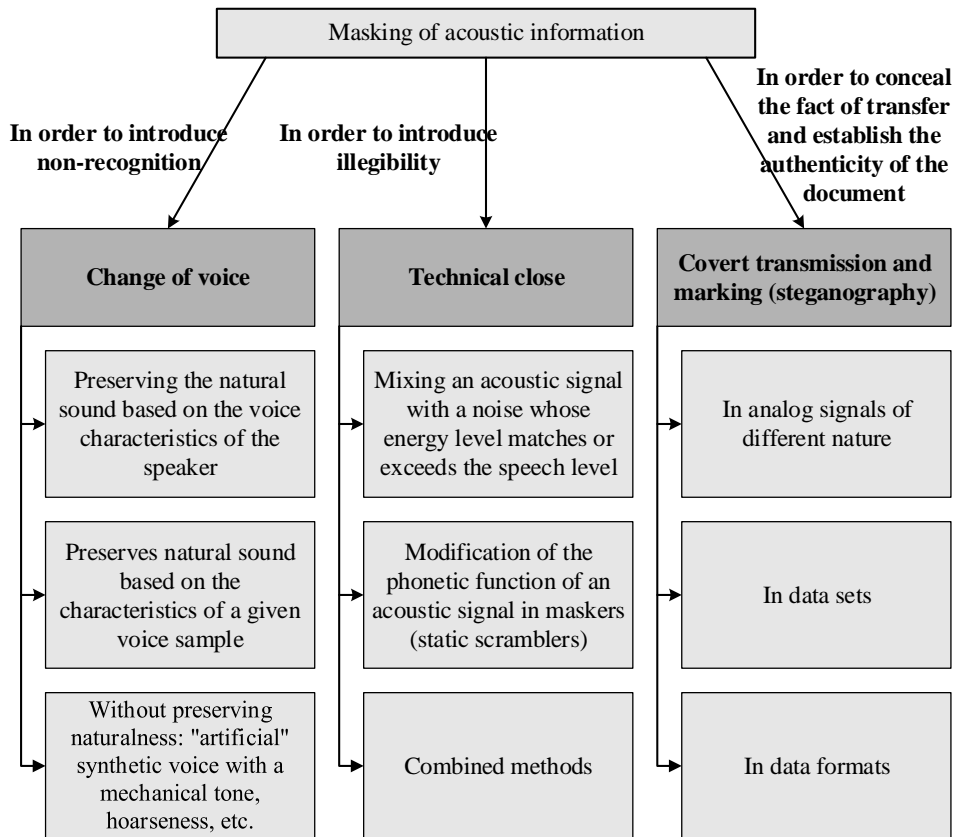 Masking of acoustic information
In order to introduce
non-recognition
In order to introduce
illegibility
In order to conceal
the fact of transfer
and establish the
authenticity of the
document
Change of voice
Technical close
Covert transmission and
marking (steganography)
Preserving the natural
sound based on the voice
characteristics of the
speaker
Mixing an acoustic signal
with a noise whose
energy level matches or
exceeds the speech level
In analog signals of
different nature
Preserves natural sound
based on the
characteristics of a given
voice sample
Modification of the
phonetic function of an
acoustic signal in maskers
(static scramblers)
In data sets
Without preserving
naturalness: "artificial"
synthetic voice with a
mechanical tone,
hoarseness, etc.
Combined methods
In data formats